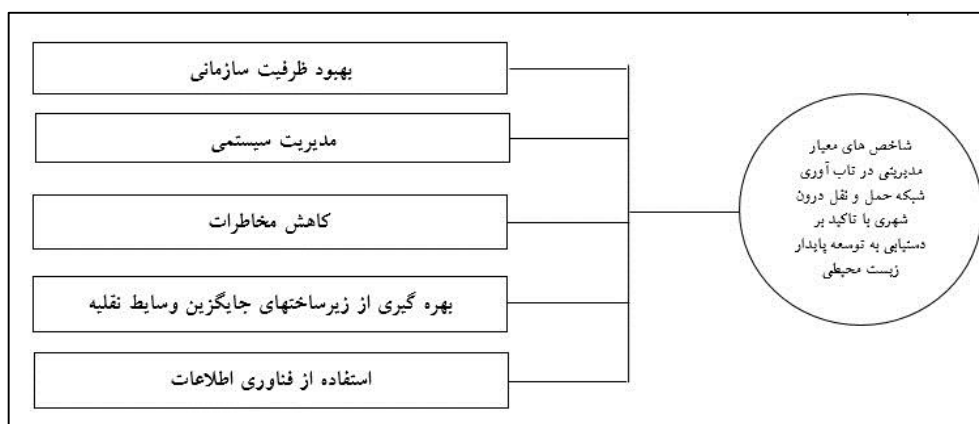 بهبود ظرفیت سازمانی
مدیریت سیستمی
کاهش مخاطرات
بهره گیری از زیرساختهای جایگزین وسایط نقلیه
استفاده از فناوری اطلاعات
شاخص های معیار
مدیریتی در تاب آوری
شبکه حمل و نقل درون
شهری با تاکید بر
دستیابی به توسعه پایدار
زیست محیطی